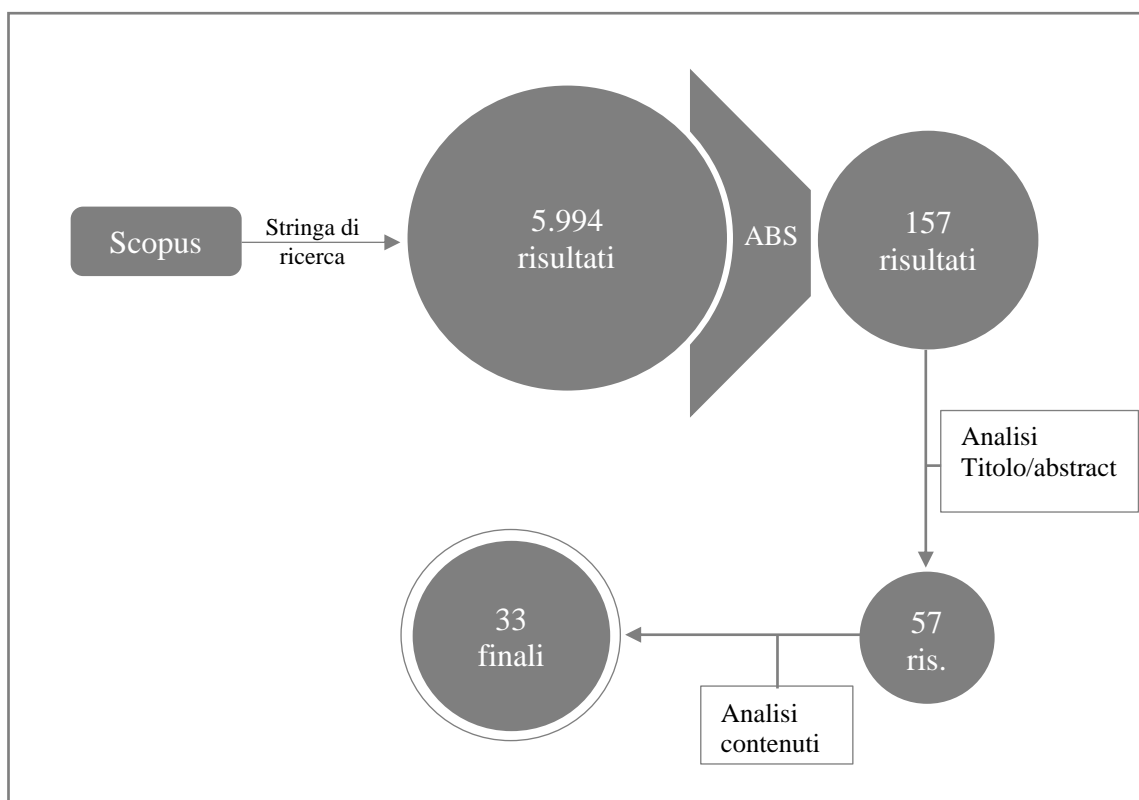 Scopus
Stringa di
ricerca
5.994
risultati
ABS
157
risultati
Analisi
Titolo/abstract
57
ris.
Analisi
contenuti
33
finali